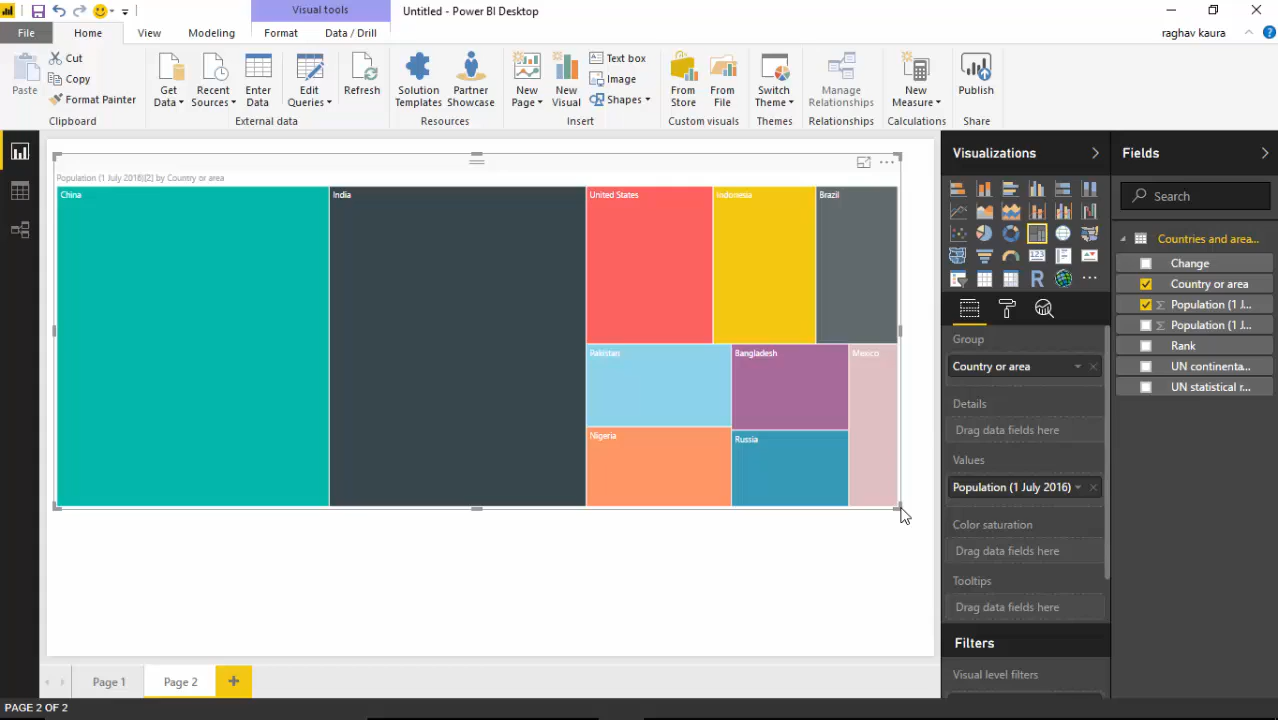 Visual tools
Untitled - Power BI Desktop
File
Home
View
Modeling
Format
Data / Drill
raghav kaura
Paste
Cut
Copy
Format Painter
Get Data
Recent Sources
Enter Data
Edit Queries
Refresh
Solution Templates
Partner Showcase
New Page
New Visual
Text box
Image
Shapes
From Store
From File
Switch Theme
Manage Relationships
New Measure
Publish
Clipboard
External data
Resources
Insert
Custom visuals
Themes
Relationships
Calculations
Share
Population (1 July 2016)[2] by Country or area
China
India
United States
Indonesia
Brazil
Pakistan
Bangladesh
Mexico
Nigeria
Russia
Visualizations
123
R
Group
Country or area
Details
Drag data fields here
Values
Population (1 July 2016)
Color saturation
Drag data fields here
Tooltips
Drag data fields here
Filters
Visual level filters
Fields
Search
Countries and area...
Change
Country or area
Σ Population (1 J...
Σ Population (1 J...
Rank
UN continenta...
UN statistical r...
Page 1
Page 2
+
PAGE 2 OF 2